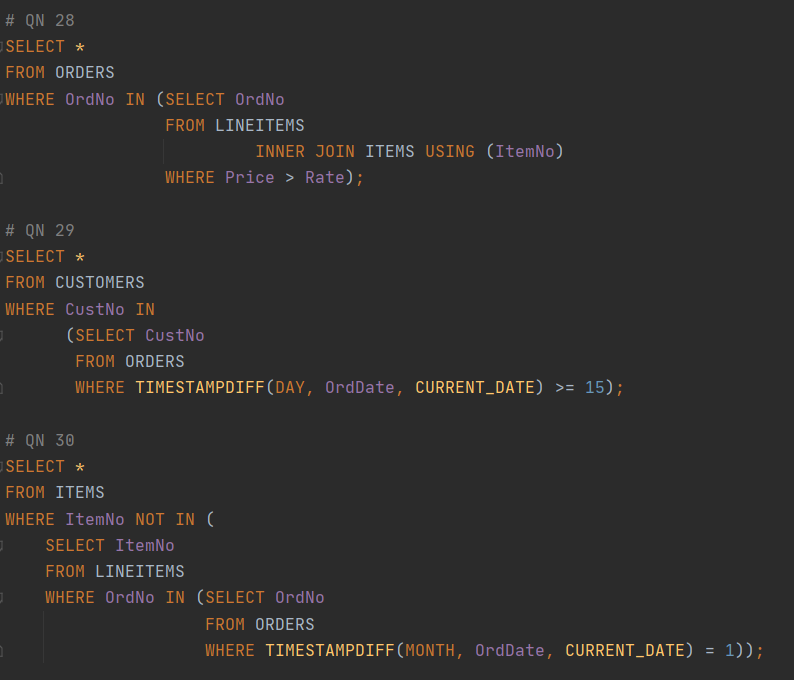 # QN 28
SELECT *
FROM ORDERS
WHERE OrdNo IN (SELECT OrdNo
                FROM LINEITEMS
                         INNER JOIN ITEMS USING (ItemNo)
                WHERE Price > Rate);

# QN 29
SELECT *
FROM CUSTOMERS
WHERE CustNo IN
      (SELECT CustNo
       FROM ORDERS
       WHERE TIMESTAMPDIFF(DAY, OrdDate, CURRENT_DATE) >= 15);

# QN 30
SELECT *
FROM ITEMS
WHERE ItemNo NOT IN (
    SELECT ItemNo
    FROM LINEITEMS
    WHERE OrdNo IN (SELECT OrdNo
                    FROM ORDERS
                    WHERE TIMESTAMPDIFF(MONTH, OrdDate, CURRENT_DATE) = 1));